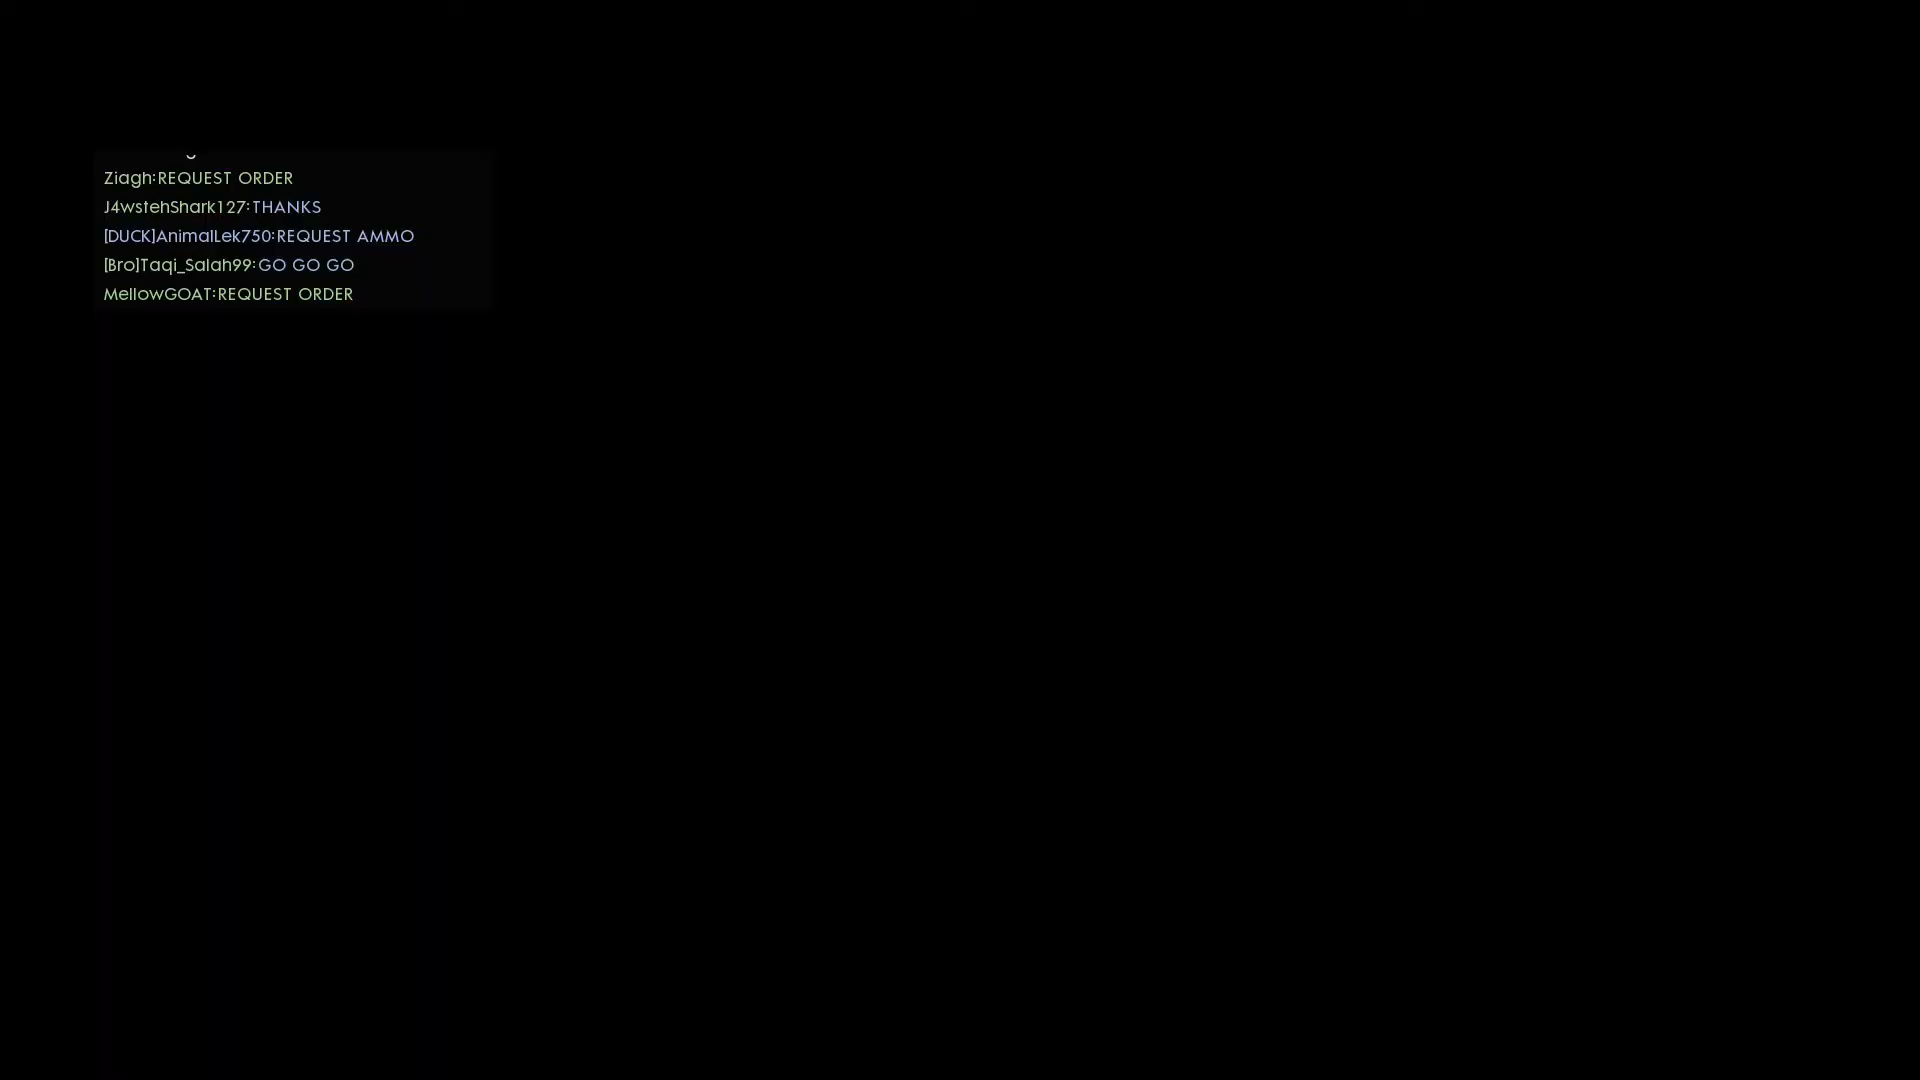 Ziagh:REQUEST ORDER
J4wstehShark127:THANKS
[DUCK]AnimalLek750:REQUEST AMMO
[Bro]Taqi_Salah99:GO GO GO
MellowGOAT:REQUEST ORDER